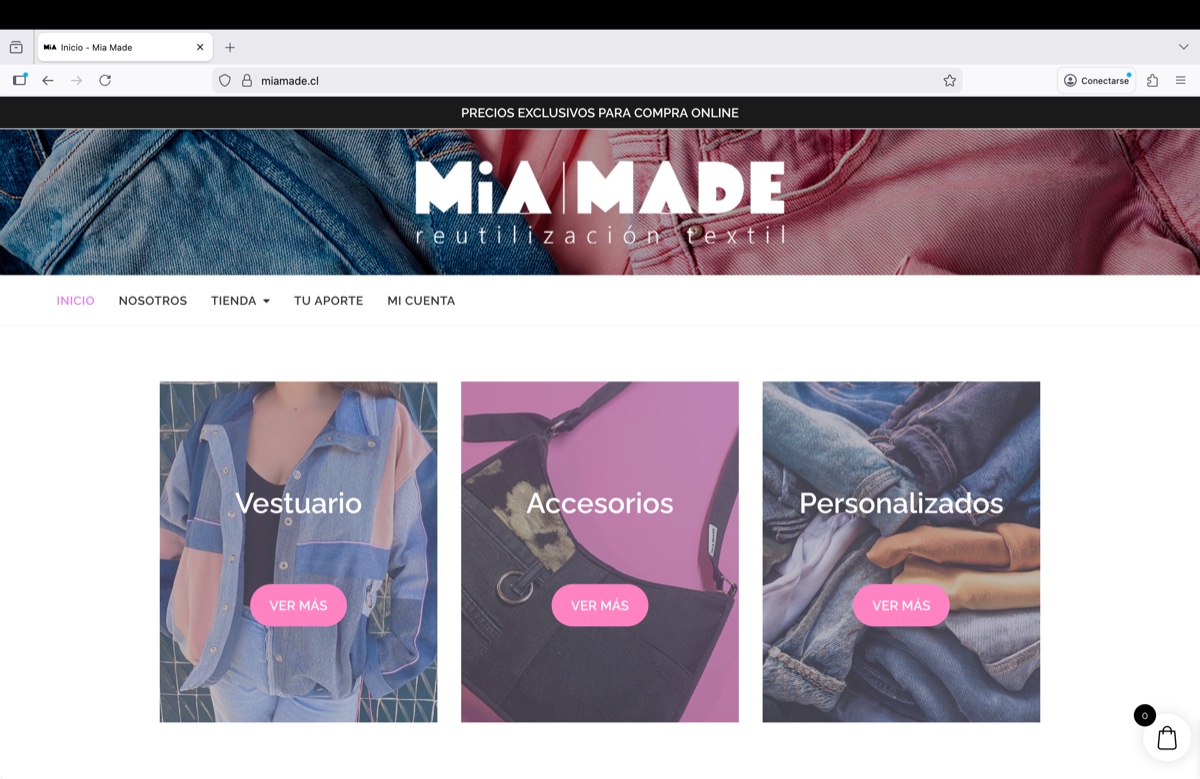 MiA Inicio - Mia Made
miamade.cl
Conectarse
PRECIOS EXCLUSIVOS PARA COMPRA ONLINE
MiA|MADE
reutilización textil
INICIO NOSOTROS TIENDA TU APORTE MI CUENTA
Vestuario Accesorios Personalizados
VER MÁS VER MÁS VER MÁS
0